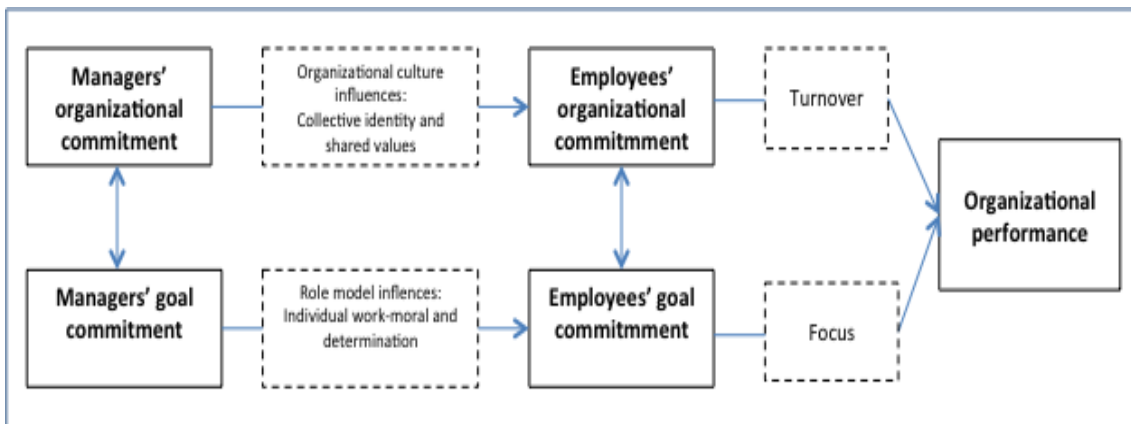 Managers'
organizational
commitment
Organizational culture
influences:
Collective identity and
shared values
Employees'
organizational
commitmment
Turnover
Organizational
performance
Managers' goal
commitment
Role model inflences:
Individual work-moral and
determination
Employees' goal
commitmment
Focus